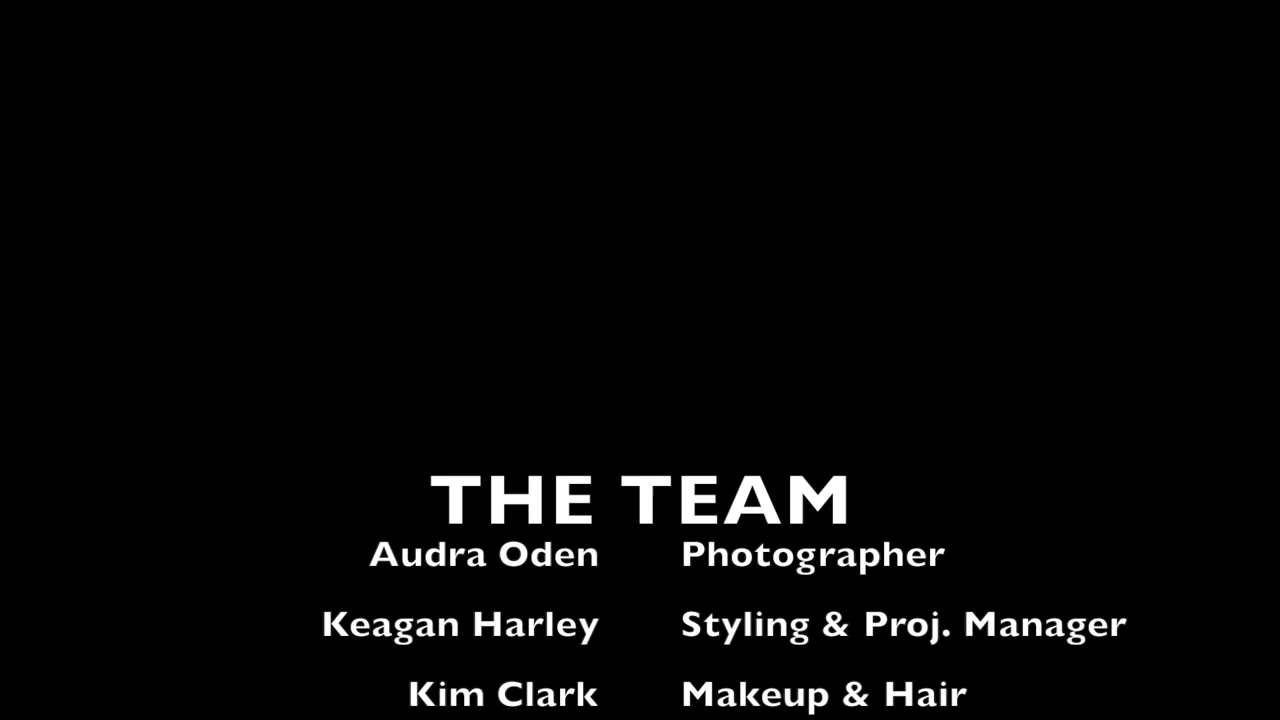 THE TEAM
Audra Oden Photographer
Keagan Harley Styling & Proj. Manager
Kim Clark Makeup & Hair